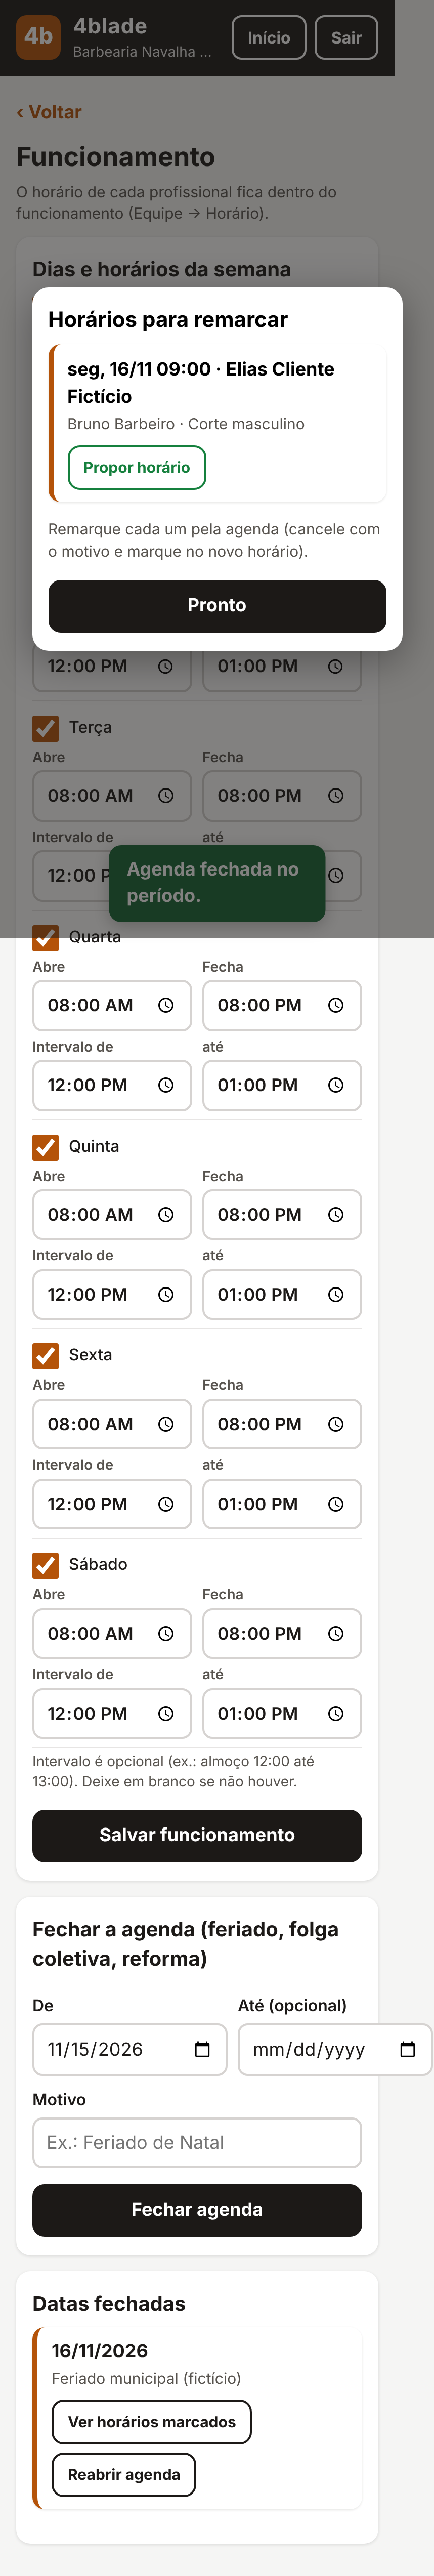 4b
4blade
Barbearia Navalha ...
Início
Sair
‹ Voltar
Funcionamento
O horário de cada profissional fica dentro do
funcionamento (Equipe → Horário).
Dias e horários da semana
Horários para remarcar
seg, 16/11 09:00 · Elias Cliente
Fictício
Bruno Barbeiro · Corte masculino
Propor horário
Remarque cada um pela agenda (cancele com
o motivo e marque no novo horário).
Pronto
12:00 PM
01:00 PM
Terça
Abre
Fecha
08:00 AM
08:00 PM
Intervalo de
até
12:00 P
Agenda fechada no
período.
Quarta
Abre
Fecha
08:00 AM
08:00 PM
Intervalo de
até
12:00 PM
01:00 PM
Quinta
Abre
Fecha
08:00 AM
08:00 PM
Intervalo de
até
12:00 PM
01:00 PM
Sexta
Abre
Fecha
08:00 AM
08:00 PM
Intervalo de
até
12:00 PM
01:00 PM
Sábado
Abre
Fecha
08:00 AM
08:00 PM
Intervalo de
até
12:00 PM
01:00 PM
Intervalo é opcional (ex.: almoço 12:00 até
13:00). Deixe em branco se não houver.
Salvar funcionamento
Fechar a agenda (feriado, folga
coletiva, reforma)
De
Até (opcional)
11/15/2026
mm/dd/yyyy
Motivo
Ex.: Feriado de Natal
Fechar agenda
Datas fechadas
16/11/2026
Feriado municipal (fictício)
Ver horários marcados
Reabrir agenda